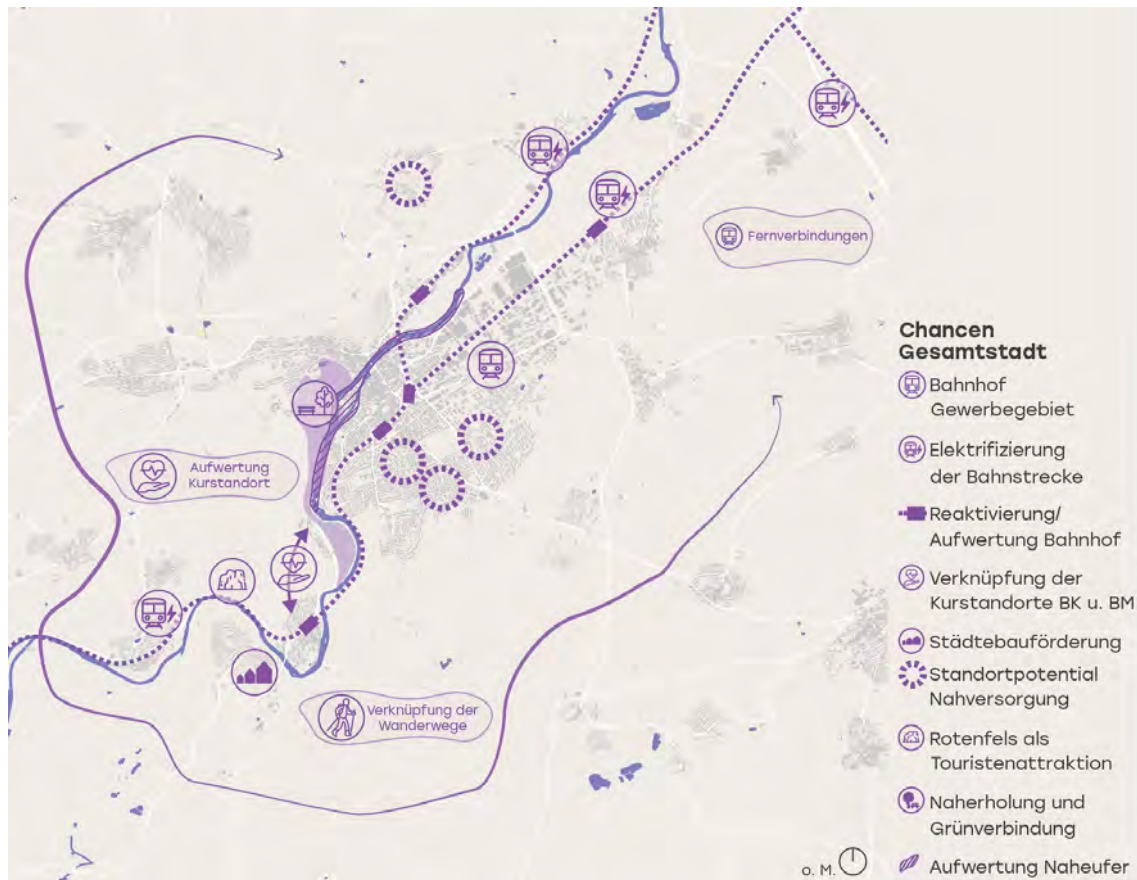 Fernverbindungen
Aufwertung
Kurstandort
Verknüpfung der
Wanderwege
Chancen
Gesamtstadt
Bahnhof
Gewerbegebiet
Elektrifizierung
der Bahnstrecke
Reaktivierung/
Aufwertung Bahnhof
Verknüpfung der
Kurstandorte BK u. BM
Städtebauförderung
Standortpotential
Nahversorgung
Rotenfels als
Touristenattraktion
Naherholung und
Grünverbindung
Aufwertung Naheufer
o. M.